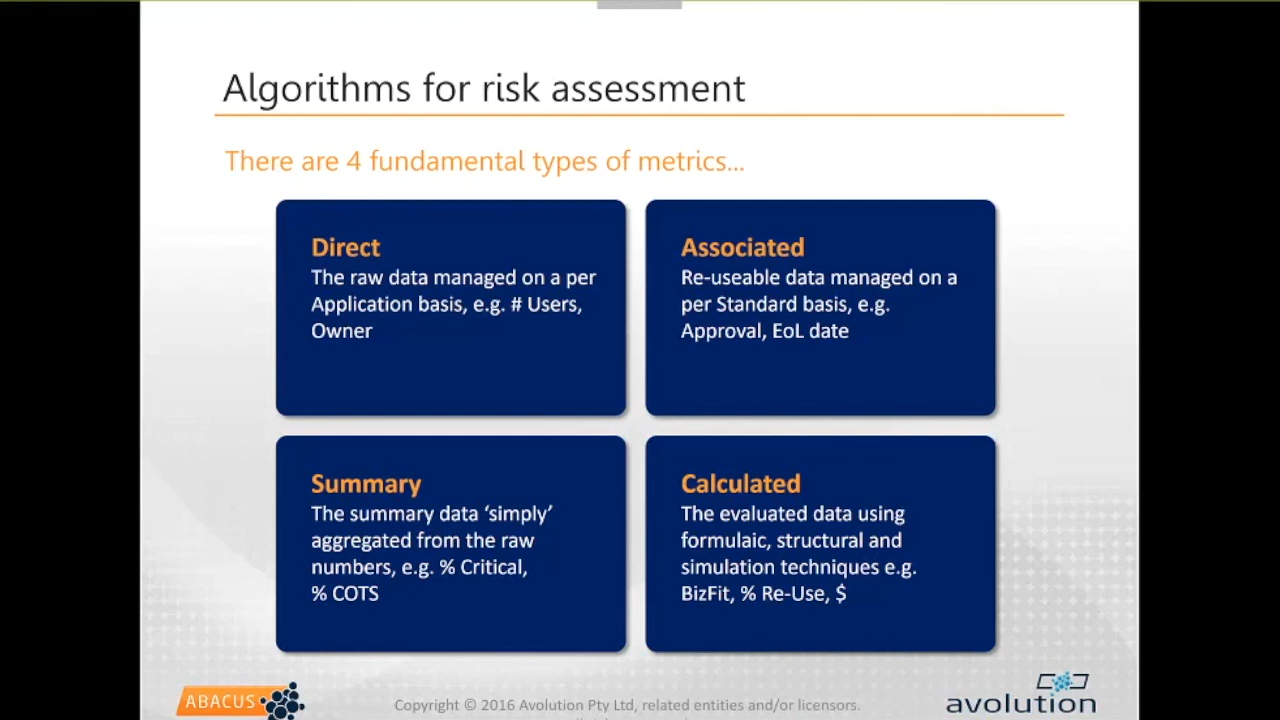 Algorithms for risk assessment
There are 4 fundamental types of metrics...
Direct
The raw data managed on a per
Application basis, e.g. # Users,
Owner
Associated
Re-useable data managed on a
per Standard basis, e.g.
Approval, EoL date
Summary
The summary data ‘simply’
aggregated from the raw
numbers, e.g. % Critical,
% COTS
Calculated
The evaluated data using
formulaic, structural and
simulation techniques e.g.
BizFit, % Re-Use, $
ABACUS
Copyright © 2016 Avolution Pty Ltd, related entities and/or licensors.
avolution